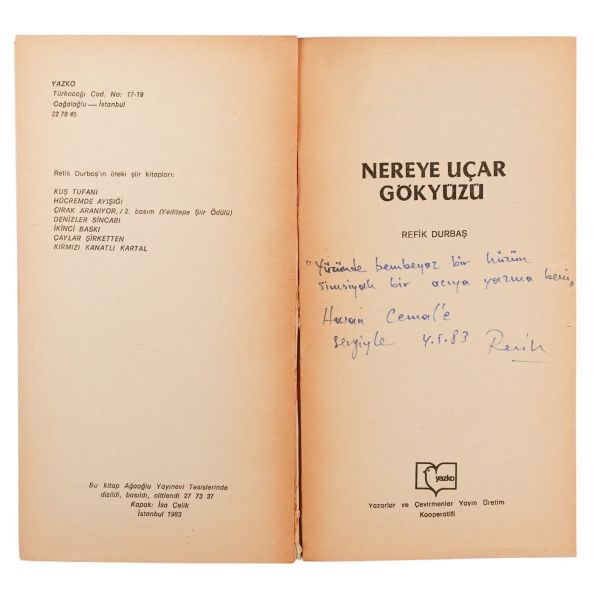 YAZKO
Türkocağı Cad. No: 17-19
Cağaloğlu — İstanbul
22 78 45
Refik Durbaş'ın öteki şiir kitapları:
KUŞ TUFANI
HÜCREMDE AYIŞIĞI
ÇIRAK ARANIYOR, / 2. basım (Yeditepe Şiir Ödülü)
DENİZLER SİNCABI
İKİNCİ BASKI
ÇAYLAR ŞİRKETTEN
KIRMIZI KANATLI KARTAL
Bu kitap Ağaoğlu Yayınevi Tesislerinde
dizildi, basıldı, ciltlendi 27 73 37
Kapak: İsa Çelik
İstanbul 1983
NEREYE UÇAR
GÖKYÜZÜ
REFİK DURBAŞ
"Yüzünde bembeyaz bir hüzün
simsiyah bir acıya yazma beni"
Hasan Cemal'e
sevgiyle 4.5.83 Refik
yazko
Yazarlar ve Çevirmenler Yayın Üretim
Kooperatifi